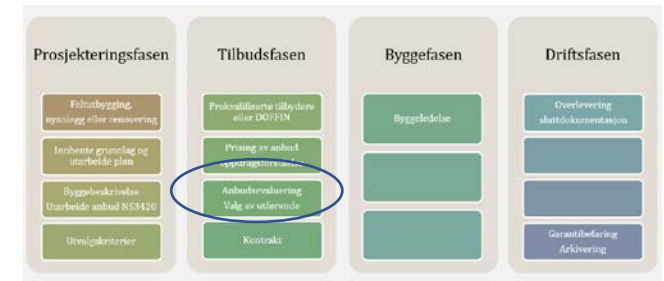 Prosjekteringsfasen
Feltutbygging,
nyanlegg eller renovering
Innhente grunnlag og
utarbeide plan
Byggebeskrivelse
Utarbeide anbud NS3420
Utvalgskriterier
Tilbudsfasen
Prekvalifiserte tilbydere
eller DOFFIN
Prising av anbud
Anbudsevaluering
Valg av utførende
Kontrakt
Byggefasen
Byggeledelse
Driftsfasen
Overlevering
sluttdokumentasjon
Garantibefaring
Arkivering